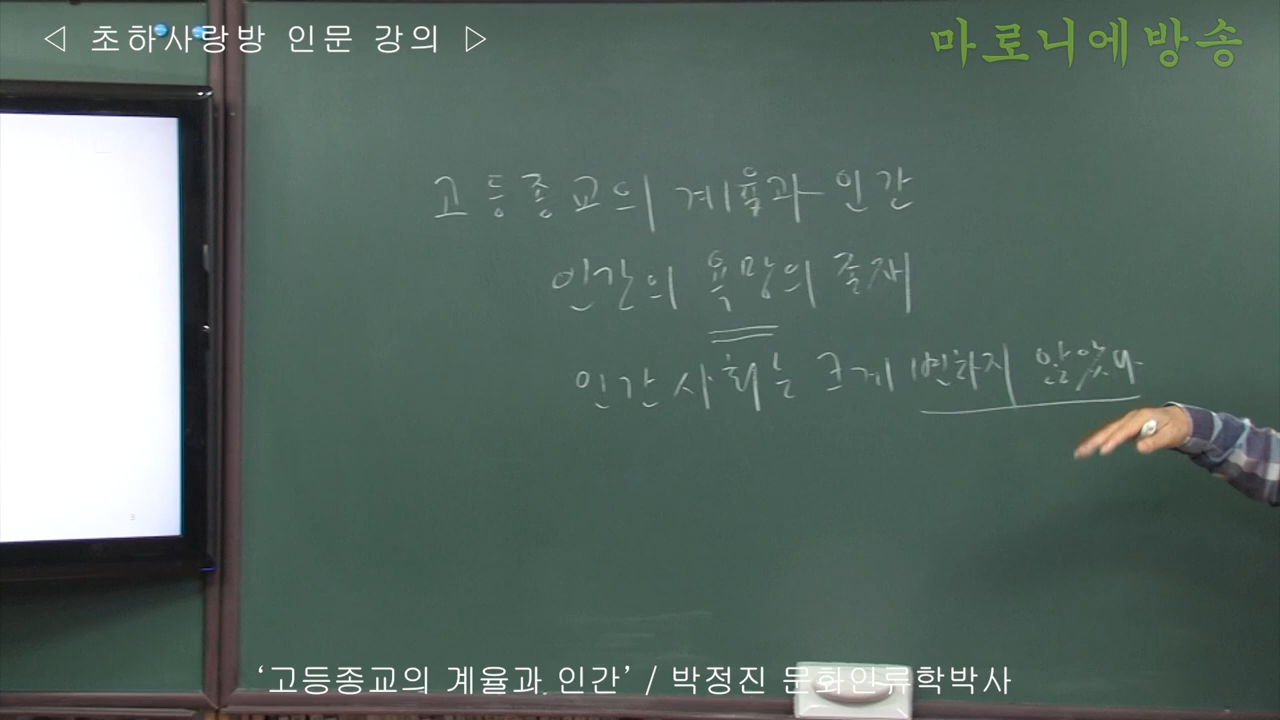 ◁ 초하사랑방 인문 강의 ▷
마로니에방송
고등종교의 계율과 인간
인간의 욕망의 존재
인간사회는 크게 변하지 않았다
3
‘고등종교의 계율과 인간’ / 박정진 문화인류학박사